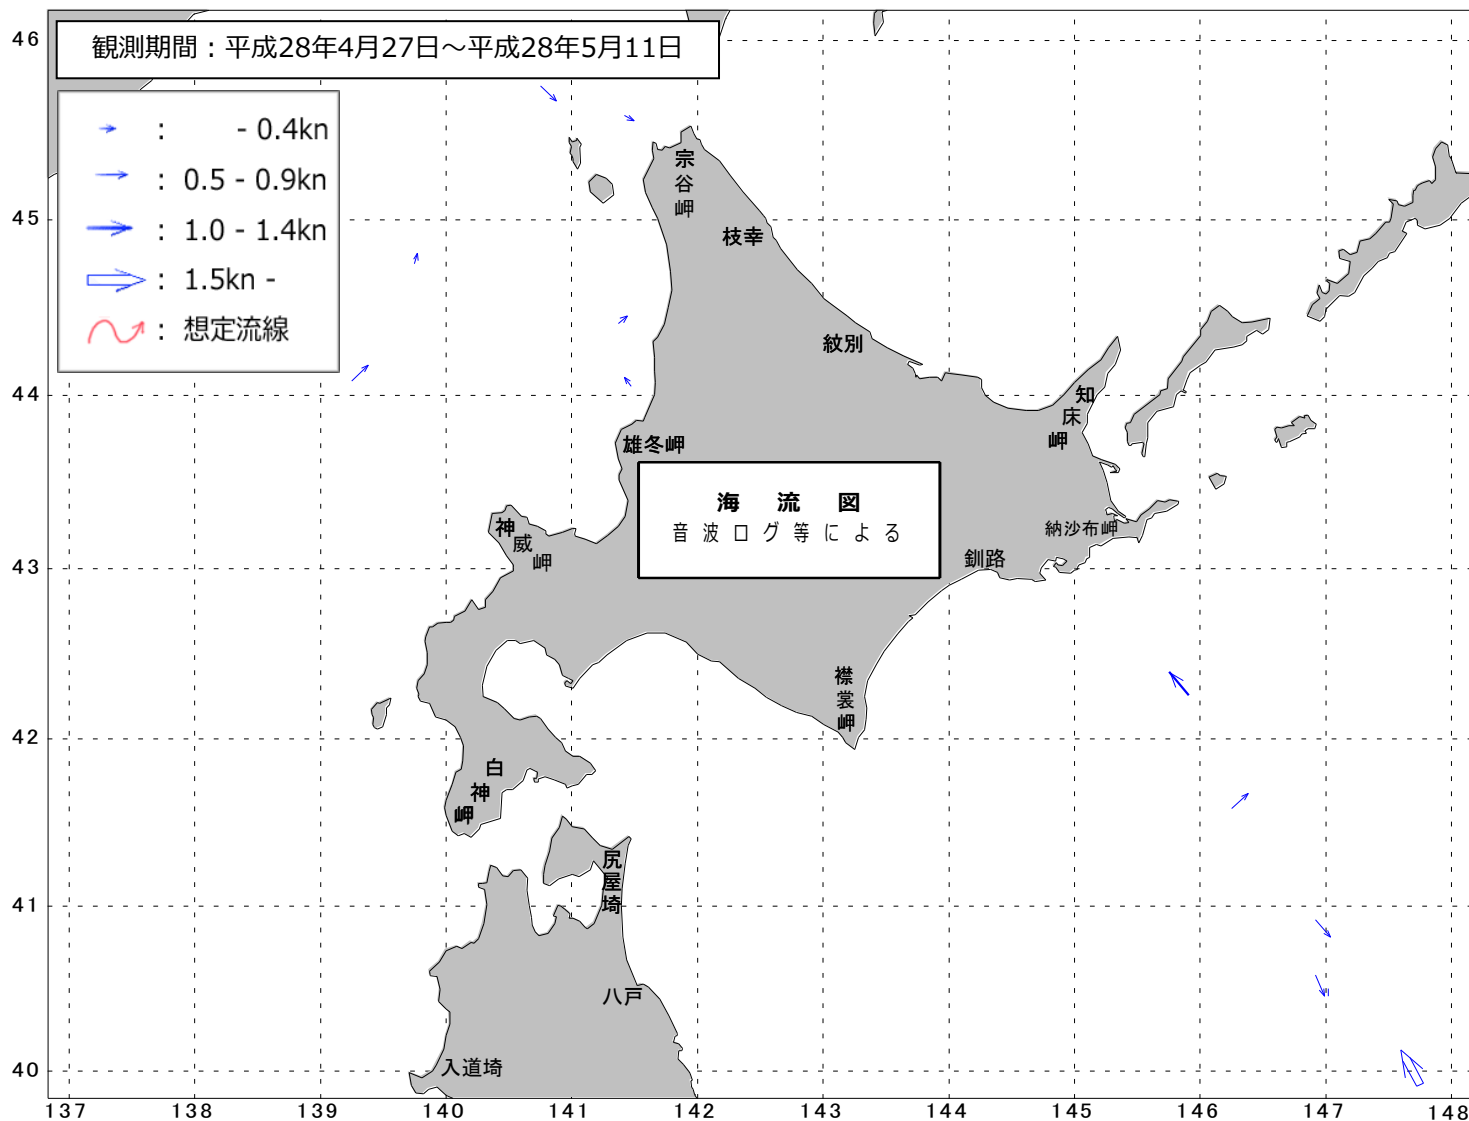 観測期間：平成28年4月27日～平成28年5月11日
： - 0.4kn
： 0.5 - 0.9kn
： 1.0 - 1.4kn
： 1.5kn -
： 想定流線
46
45
44
43
42
41
40
宗谷岬
枝幸
紋別
知床岬
雄冬岬
海 流 図
音 波 ロ グ 等 に よ る
納沙布岬
神威岬
釧路
襟裳岬
白神岬
尻屋埼
八戸
入道埼
137 138 139 140 141 142 143 144 145 146 147 148